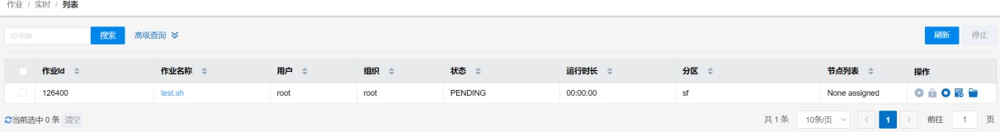 作业 / 实时 / 列表
ID/名称 搜索 高级查询 刷新 停止
作业Id 作业名称 用户 组织 状态 运行时长 分区 节点列表 操作
126400 test.sh root root PENDING 00:00:00 sf None assigned
当前选中 0 条 清空 共 1 条 10条/页 1 前往 1 页